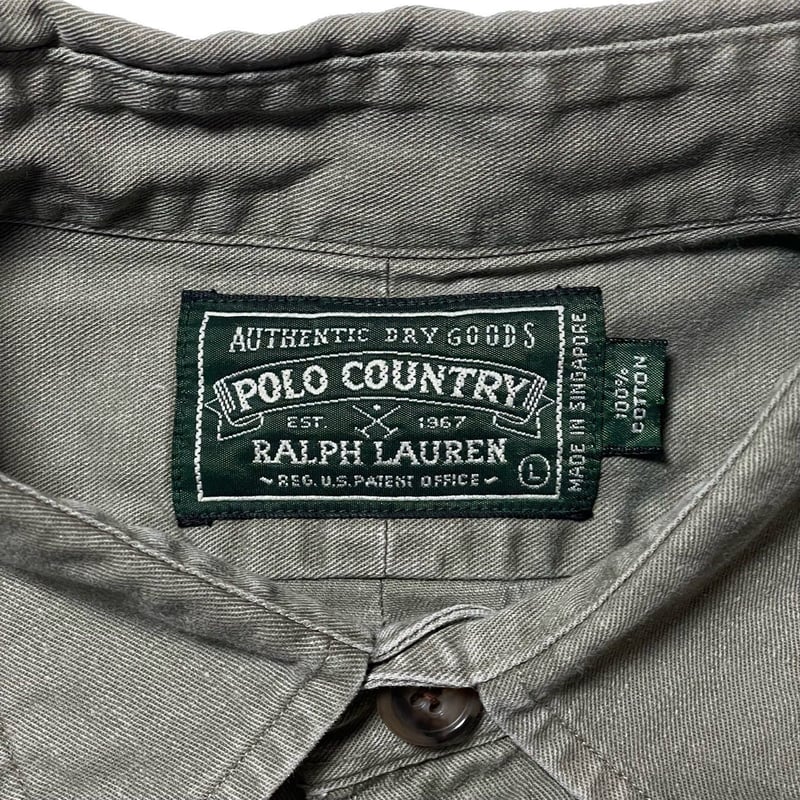 AUTHENTIC DRY GOODS
POLO COUNTRY
EST. 1967
RALPH LAUREN
~REG. U.S. PATENT OFFICE~
L
MADE IN SINGAPORE
100%
COTTON